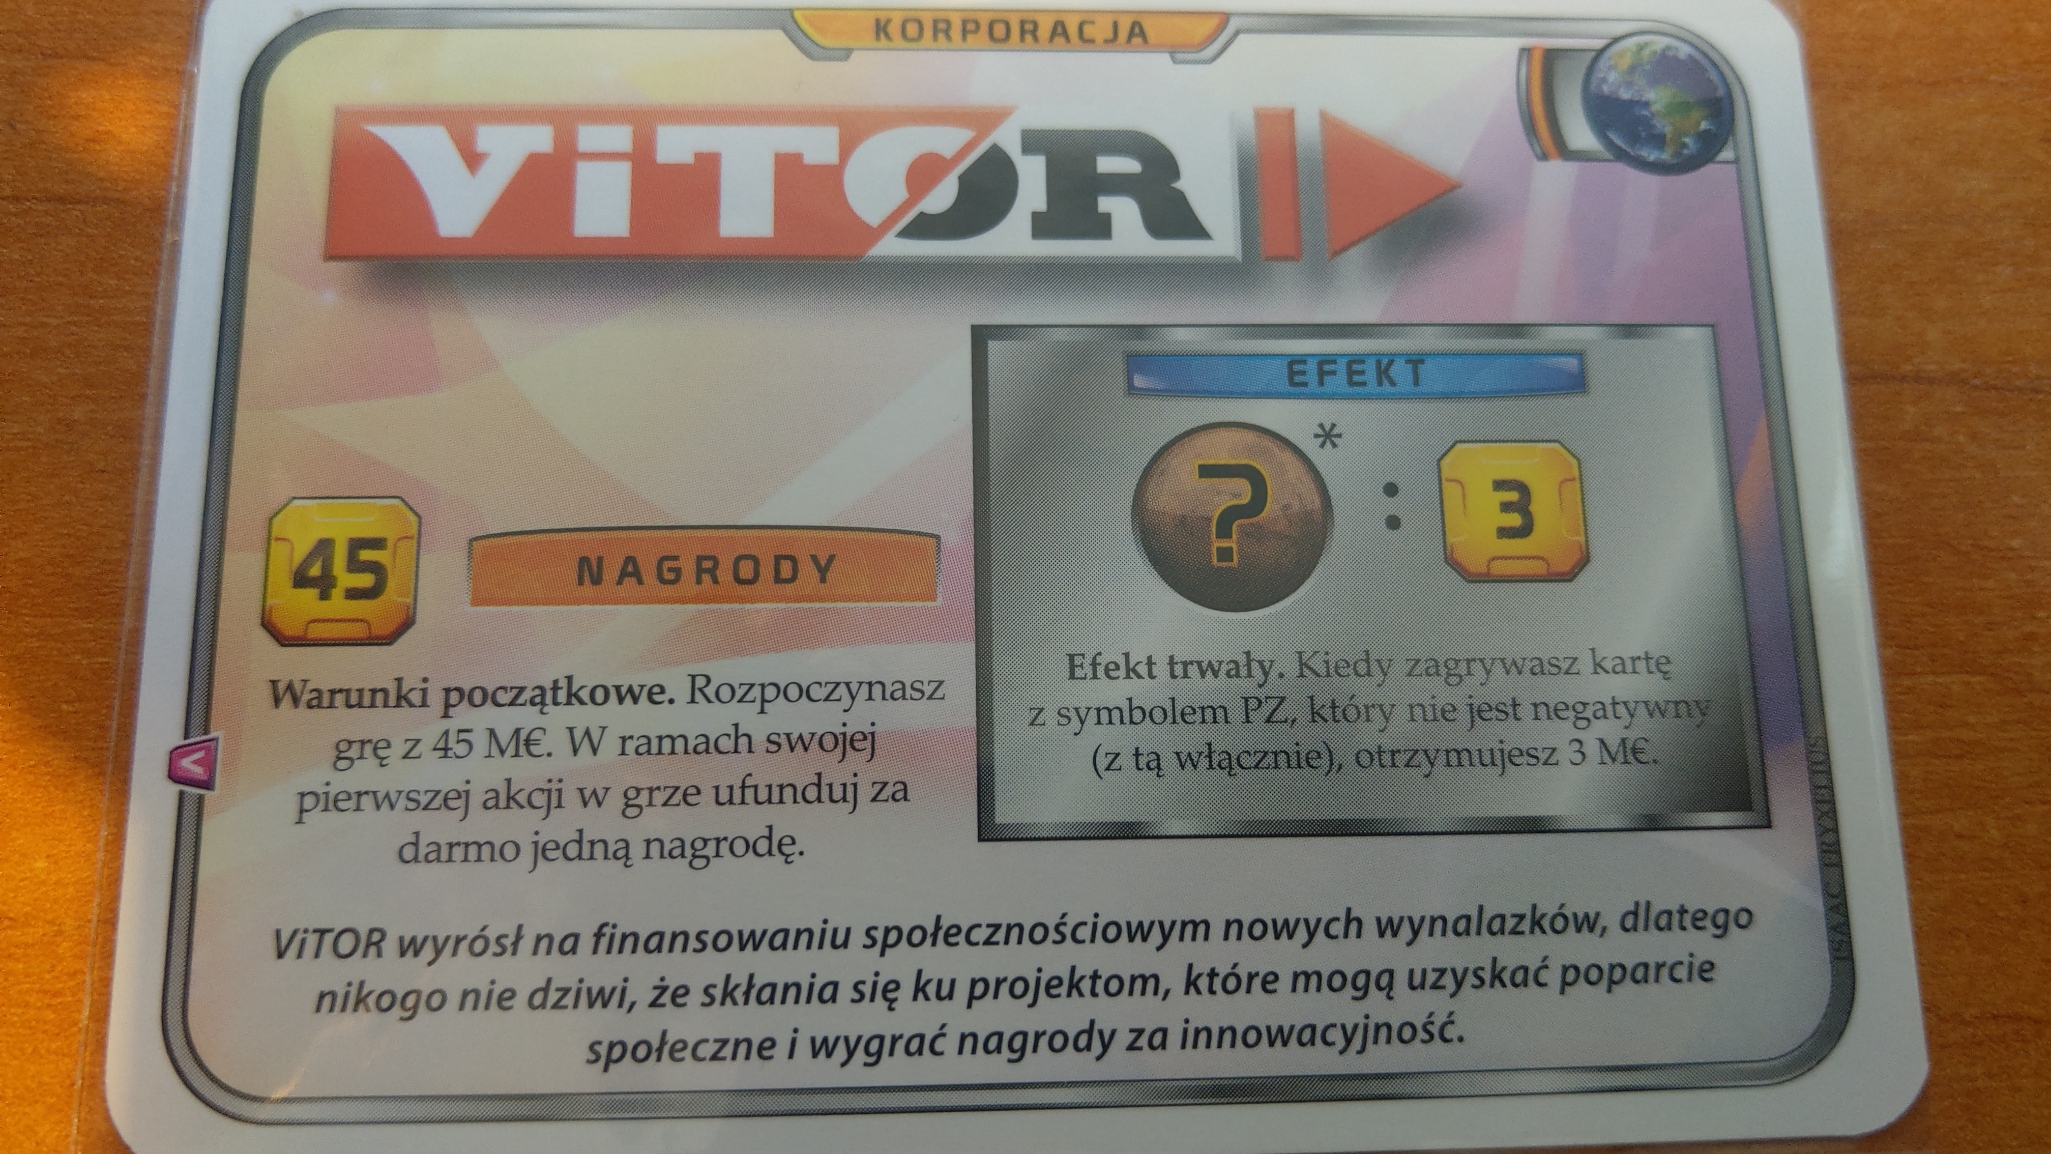 KORPORACJA
ViTOR
EFEKT
?
*
:
3
45
NAGRODY
Warunki początkowe. Rozpoczynasz
grę z 45 M€. W ramach swojej
pierwszej akcji w grze ufunduj za
darmo jedną nagrodę.
Efekt trwały. Kiedy zagrywasz kartę
z symbolem PZ, który nie jest negatywny
(z tą włącznie), otrzymujesz 3 M€.
<
ViTOR wyrósł na finansowaniu społecznościowym nowych wynalazków, dlatego
nikogo nie dziwi, że skłania się ku projektom, które mogą uzyskać poparcie
społeczne i wygrać nagrody za innowacyjność.
ISAAC FRYXELIUS